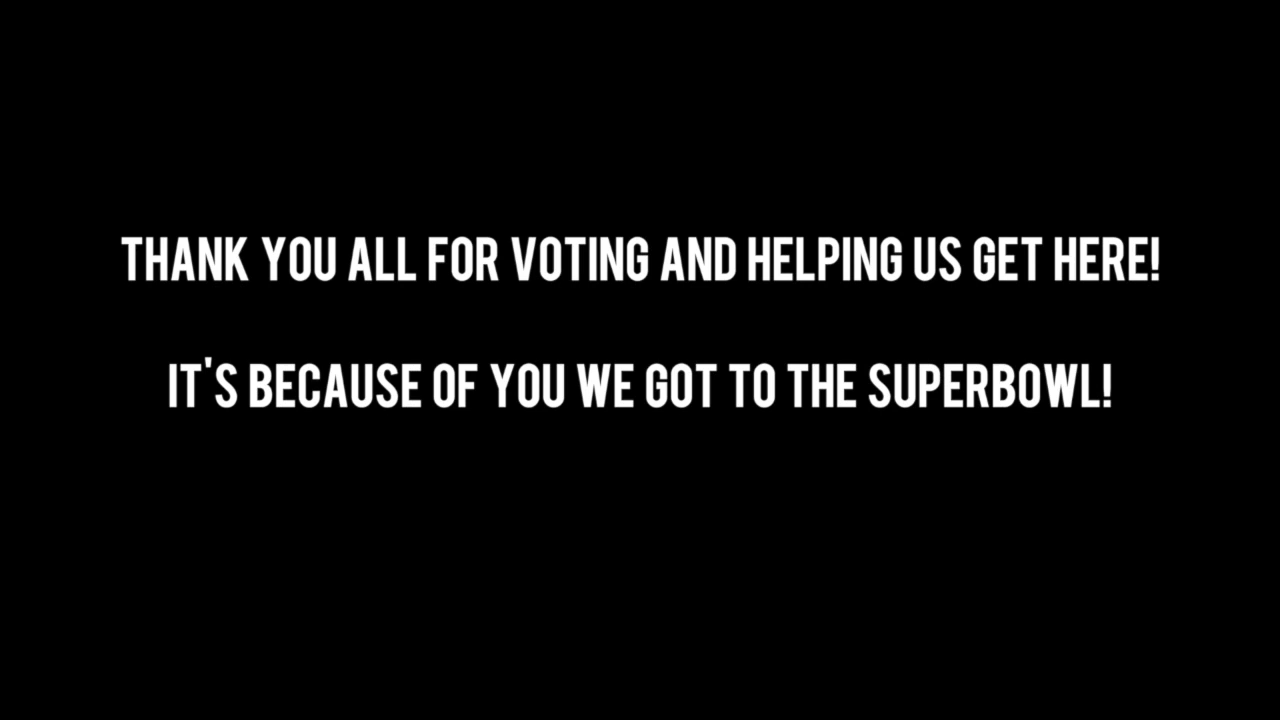 THANK YOU ALL FOR VOTING AND HELPING US GET HERE!
IT'S BECAUSE OF YOU WE GOT TO THE SUPERBOWL!